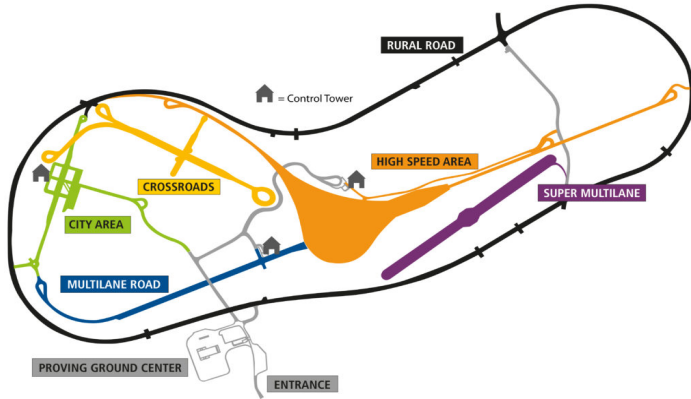 RURAL ROAD
= Control Tower
HIGH SPEED AREA
CROSSROADS
SUPER MULTILANE
CITY AREA
MULTILANE ROAD
PROVING GROUND CENTER
ENTRANCE